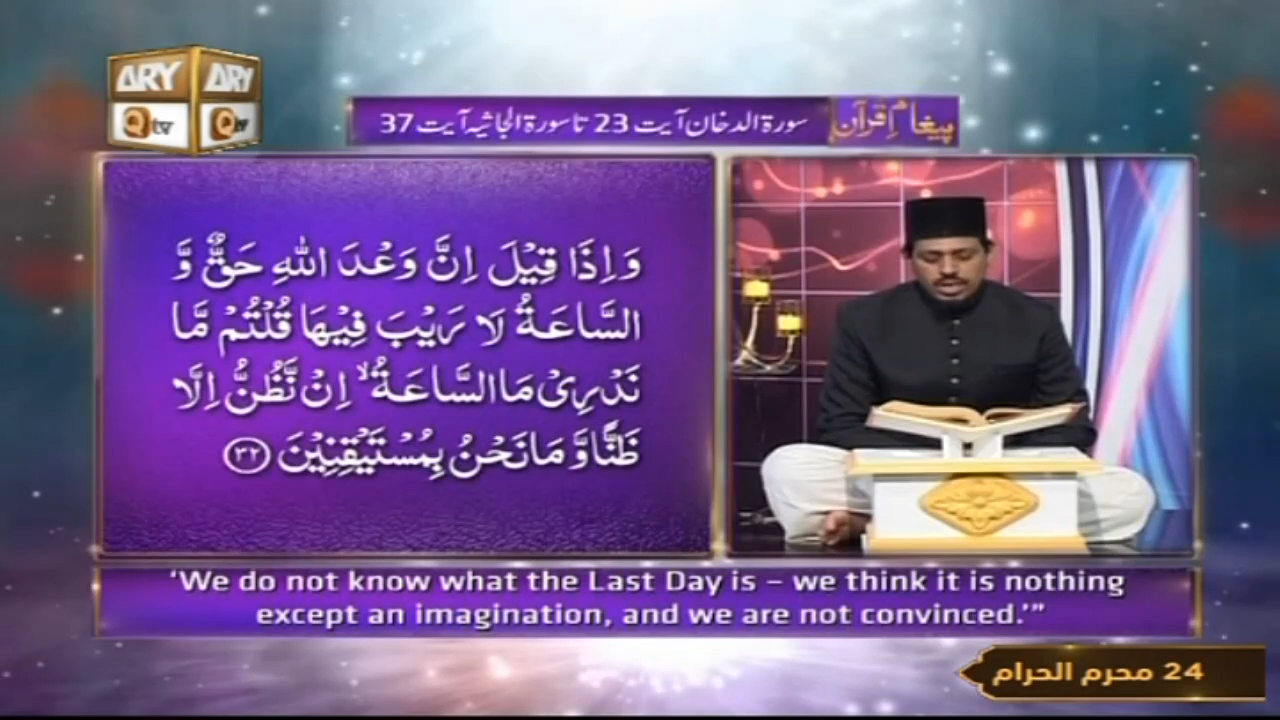 ARY ARY
Qtv Qtv
پیغامِ قرآن
سورۃ الدخان آیت 23 تا سورۃ الجاثیہ آیت 37
وَ اِذَا قِیْلَ اِنَّ وَعْدَ اللّٰهِ حَقٌّ وَّ
السَّاعَةُ لَا رَیْبَ فِیْهَا قُلْتُمْ مَّا
نَدْرِیْ مَا السَّاعَةُ ۙ اِنْ نَّظُنُّ اِلَّا
ظَنًّا وَّ مَا نَحْنُ بِمُسْتَیْقِنِیْنَ ﴿۳۲﴾
‘We do not know what the Last Day is – we think it is nothing
except an imagination, and we are not convinced.’”
24 محرم الحرام